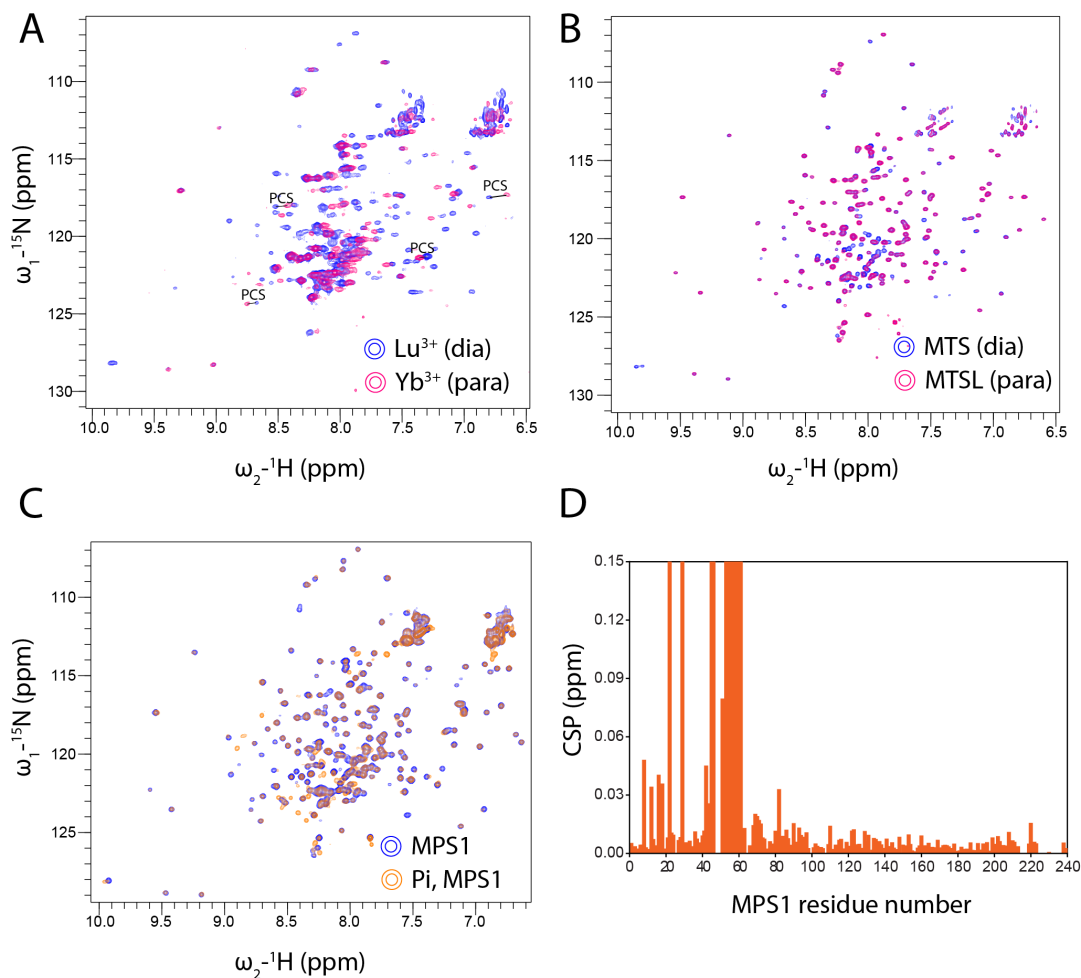 A
110
115
120
125
130
ω₁-¹⁵N (ppm)
PCS
PCS
PCS
PCS
Lu³⁺ (dia)
Yb³⁺ (para)
10.0 9.5 9.0 8.5 8.0 7.5 7.0 6.5
ω₂-¹H (ppm)
B
110
115
120
125
130
ω₁-¹⁵N (ppm)
MTS (dia)
MTSL (para)
10.0 9.5 9.0 8.5 8.0 7.5 7.0 6.5
ω₂-¹H (ppm)
C
110
115
120
125
ω₁-¹⁵N (ppm)
MPS1
Pi, MPS1
10.0 9.5 9.0 8.5 8.0 7.5 7.0
ω₂-¹H (ppm)
D
0.15
0.12
0.09
0.06
0.03
0.00
CSP (ppm)
0 20 40 60 80 100 120 140 160 180 200 220 240
MPS1 residue number